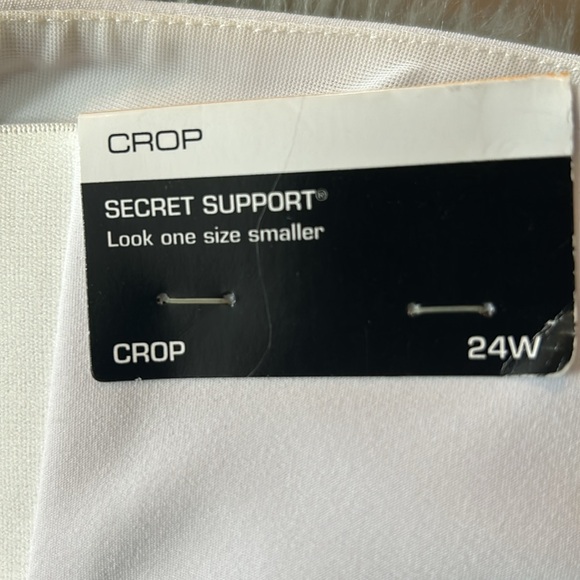 CROP
SECRET SUPPORT®
Look one size smaller
CROP 24W